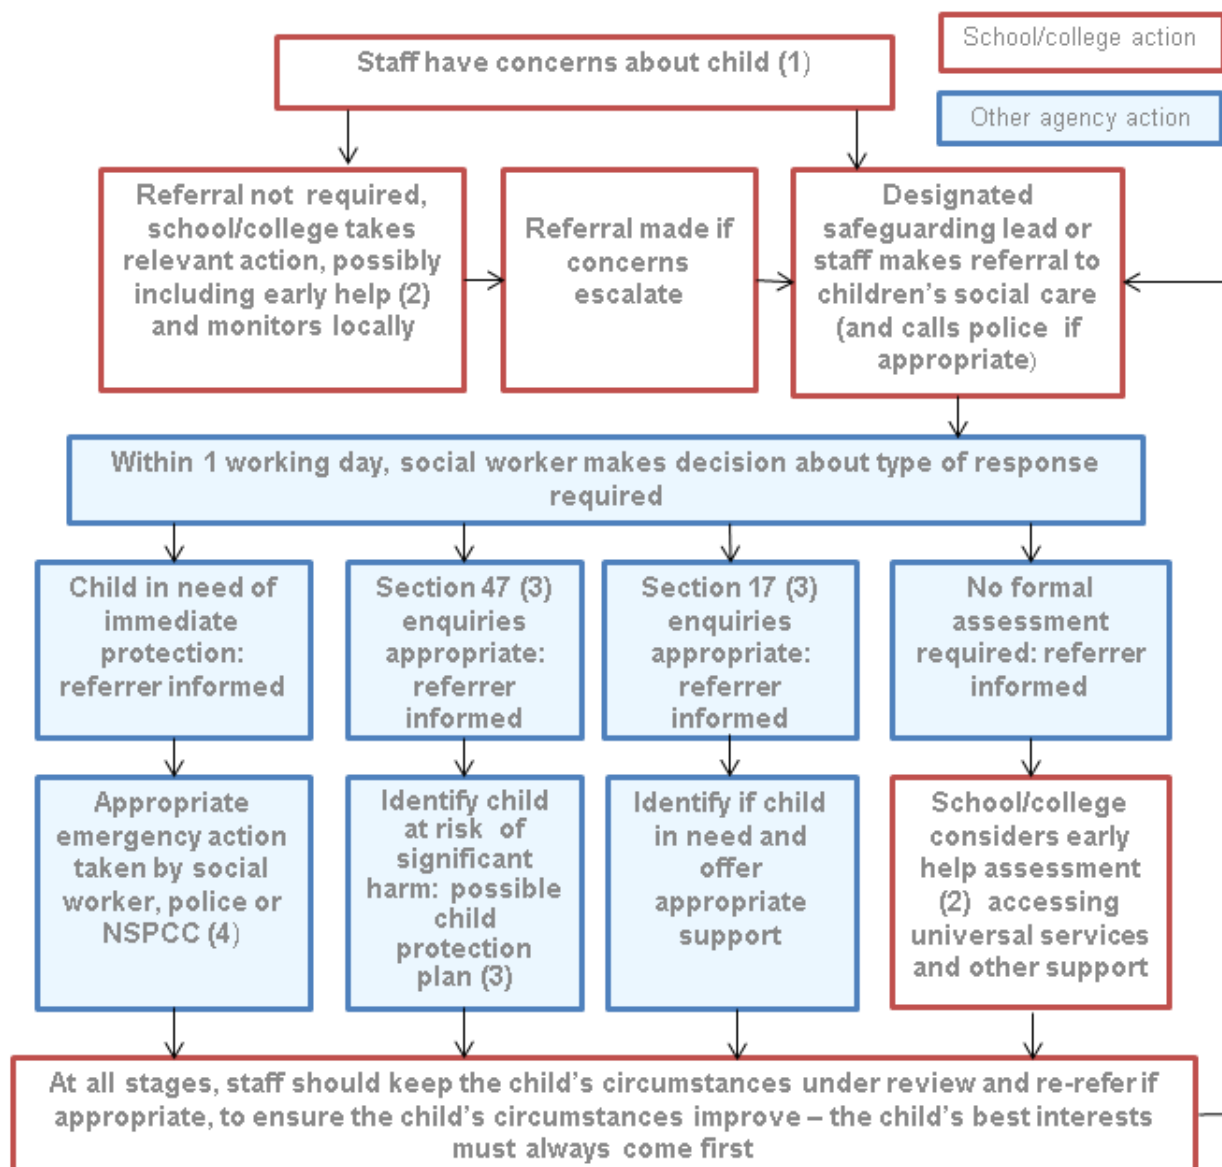 School/college action
Staff have concerns about child (1)
Other agency action
Referral not required,
school/college takes
relevant action, possibly
including early help (2)
and monitors locally
Referral made if
concerns
escalate
Designated
safeguarding lead or
staff makes referral to
children’s social care
(and calls police if
appropriate)
Within 1 working day, social worker makes decision about type of response
required
Child in need of
immediate
protection:
referrer informed
Section 47 (3)
enquiries
appropriate:
referrer
informed
Section 17 (3)
enquiries
appropriate:
referrer
informed
No formal
assessment
required: referrer
informed
Appropriate
emergency action
taken by social
worker, police or
NSPCC (4)
Identify child
at risk of
significant
harm: possible
child
protection
plan (3)
Identify if child
in need and
offer
appropriate
support
School/college
considers early
help assessment
(2) accessing
universal services
and other support
At all stages, staff should keep the child’s circumstances under review and re-refer if
appropriate, to ensure the child’s circumstances improve – the child’s best interests
must always come first